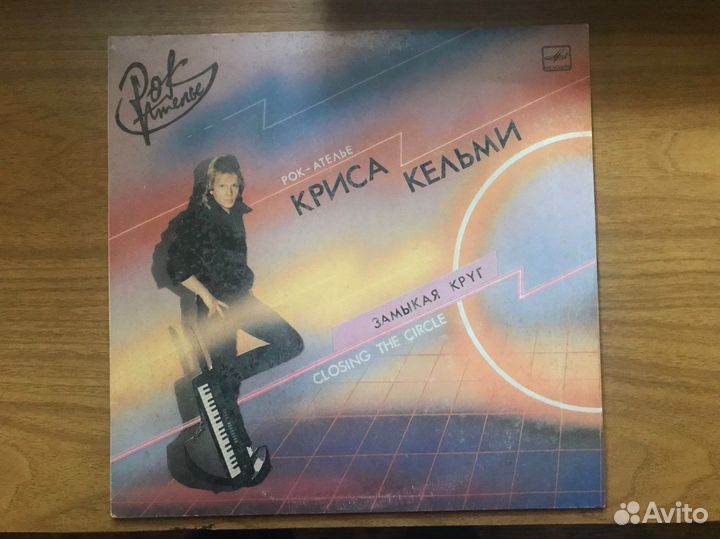 Рок
Ателье
РОК-АТЕЛЬЕ
КРИСА КЕЛЬМИ
ЗАМЫКАЯ КРУГ
CLOSING THE CIRCLE
Avito